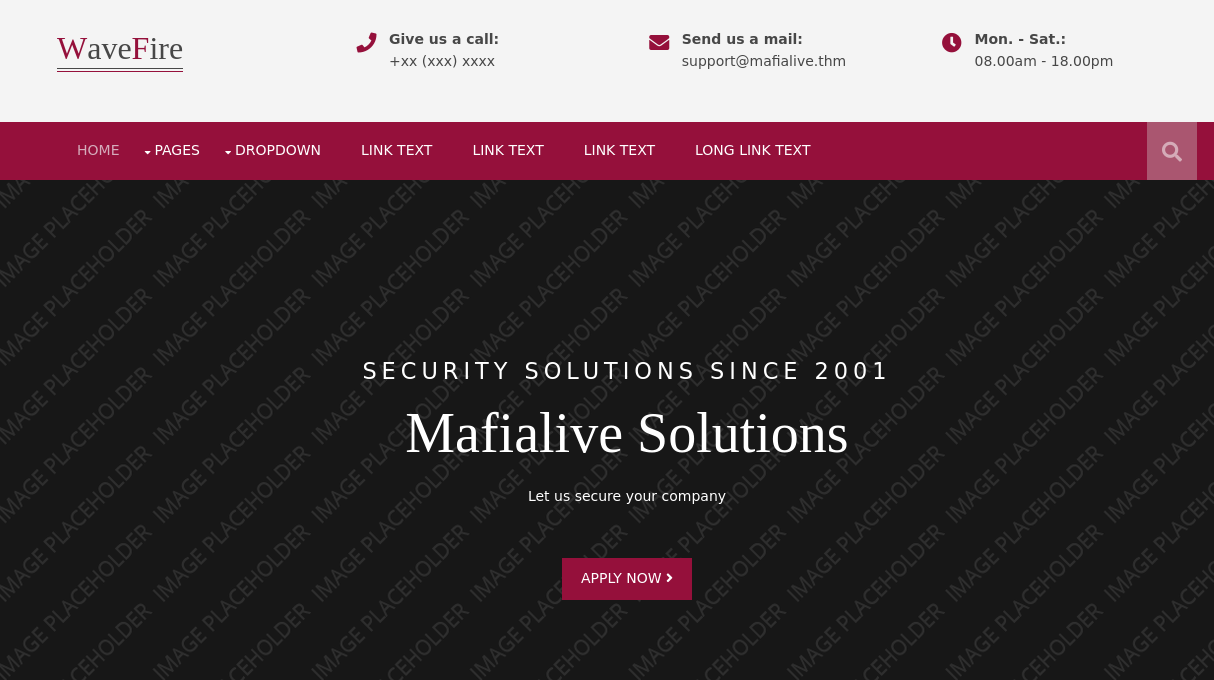 WaveFire
Give us a call:
+xx (xxx) xxxx
Send us a mail:
support@mafialive.thm
Mon. - Sat.:
08.00am - 18.00pm
HOME PAGES DROPDOWN LINK TEXT LINK TEXT LINK TEXT LONG LINK TEXT
IMAGE PLACEHOLDER
SECURITY SOLUTIONS SINCE 2001
Mafialive Solutions
Let us secure your company
APPLY NOW